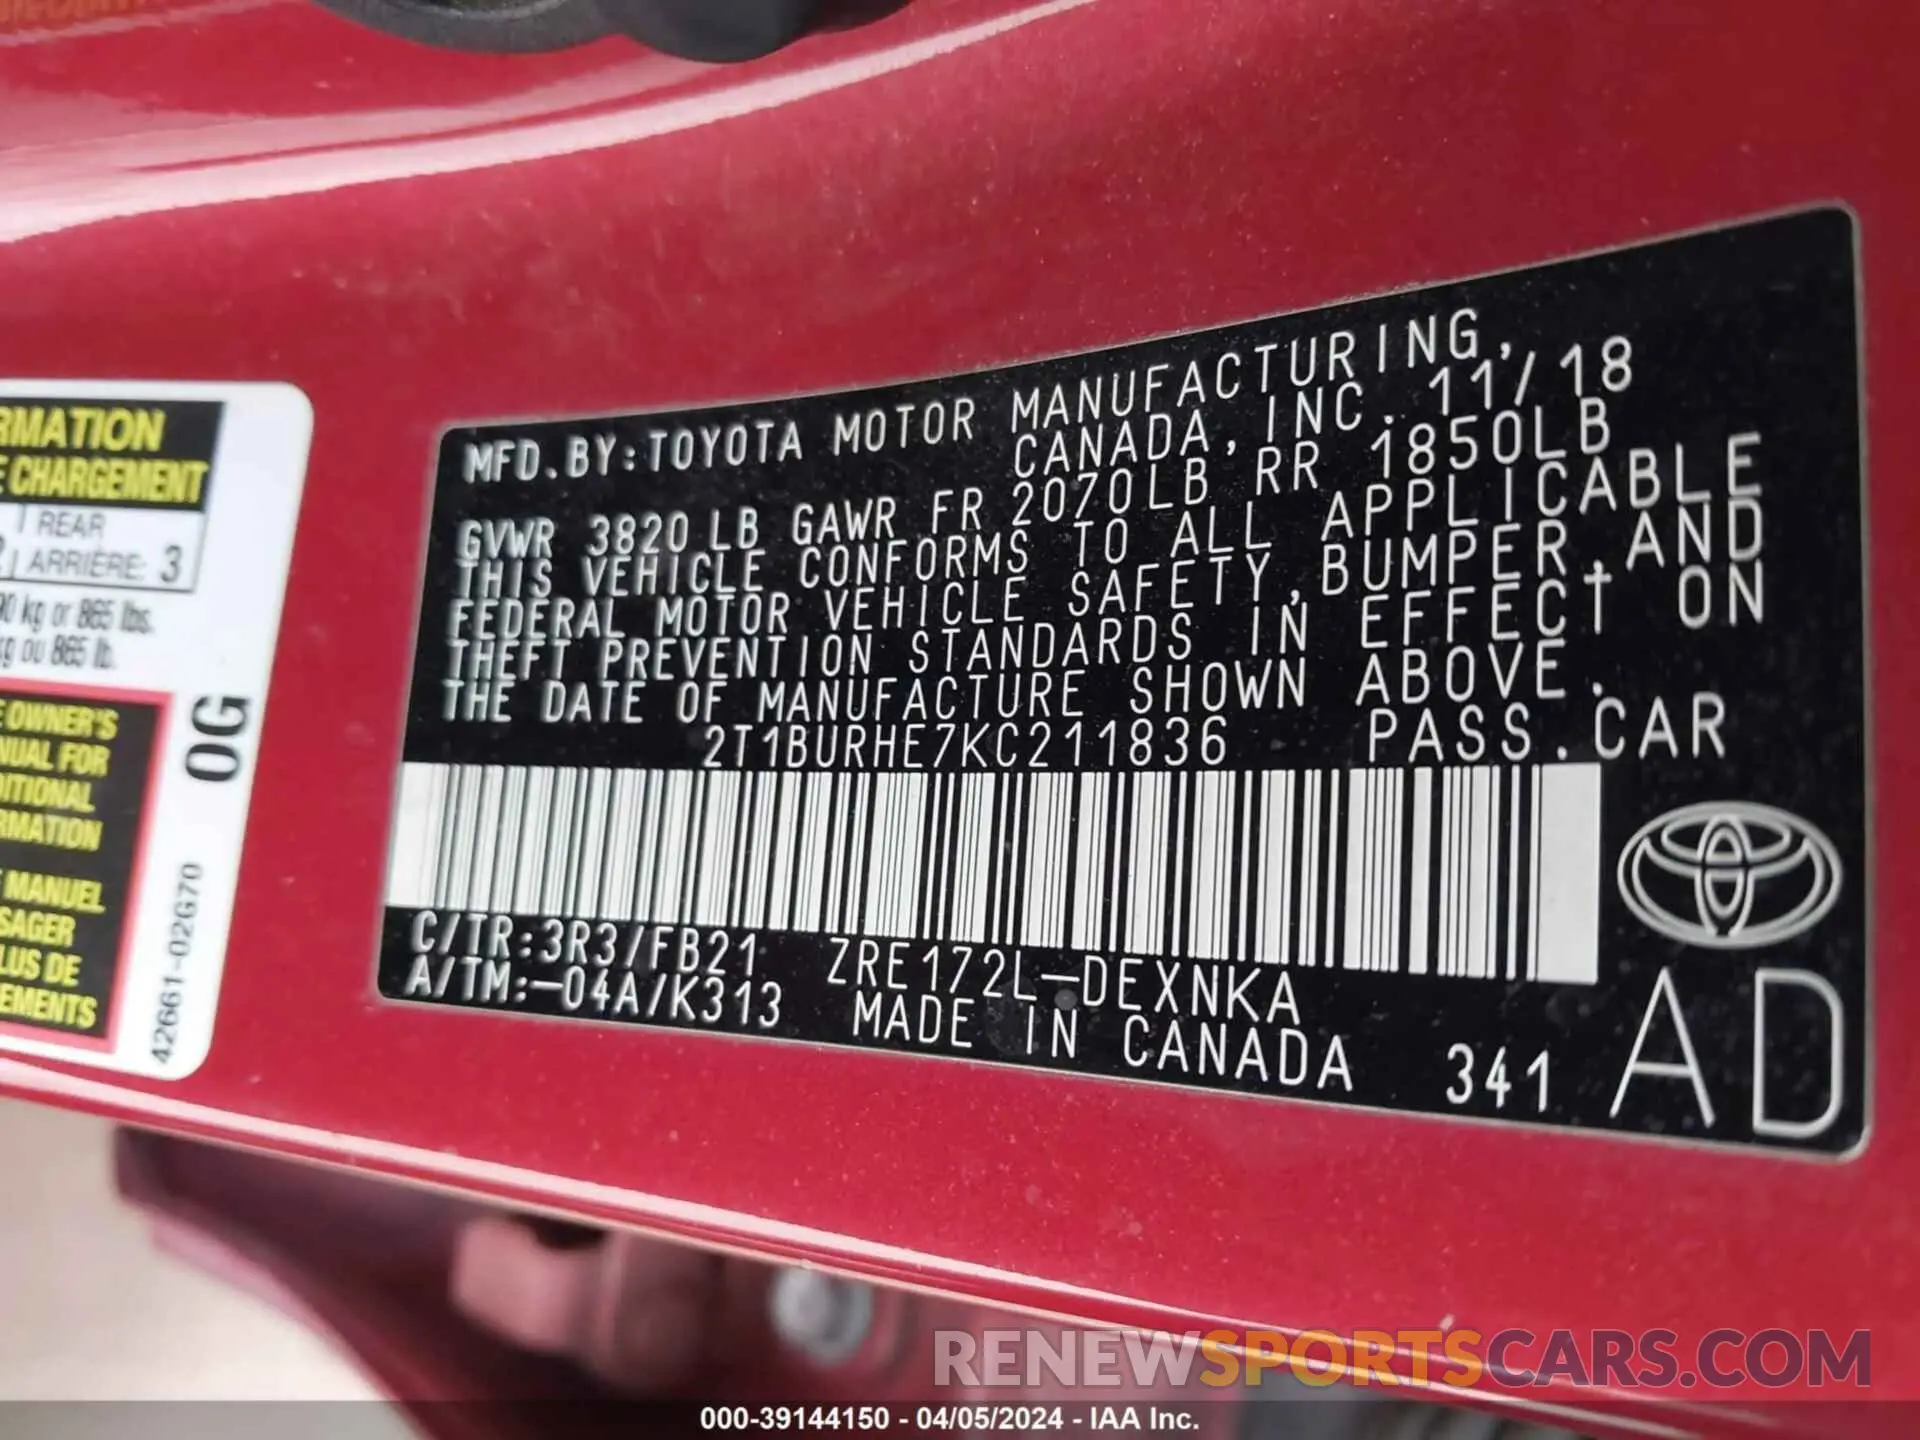 RMATION
E CHARGEMENT
REAR
ARRIÈRE: 3
kg or 865 lbs.
kg ou 865 lb.
E OWNER'S
NUAL FOR
DITIONAL
RMATION
MANUEL
SAGER
LUS DE
EMENTS
0G
42661-02G70
MFD.BY:TOYOTA MOTOR MANUFACTURING,
CANADA, INC. 11/18
GVWR 3820LB GAWR FR 2070LB RR 1850LB
THIS VEHICLE CONFORMS TO ALL APPLICABLE
FEDERAL MOTOR VEHICLE SAFETY, BUMPER, AND
THEFT PREVENTION STANDARDS IN EFFECT ON
THE DATE OF MANUFACTURE SHOWN ABOVE.
2T1BURHE7KC211836 PASS.CAR
C/TR:3R3/FB21 ZRE172L-DEXNKA
A/TM:-04A/K313 MADE IN CANADA 341 AD
RENEWSPORTSCARS.COM
000-39144150 - 04/05/2024 - IAA Inc.